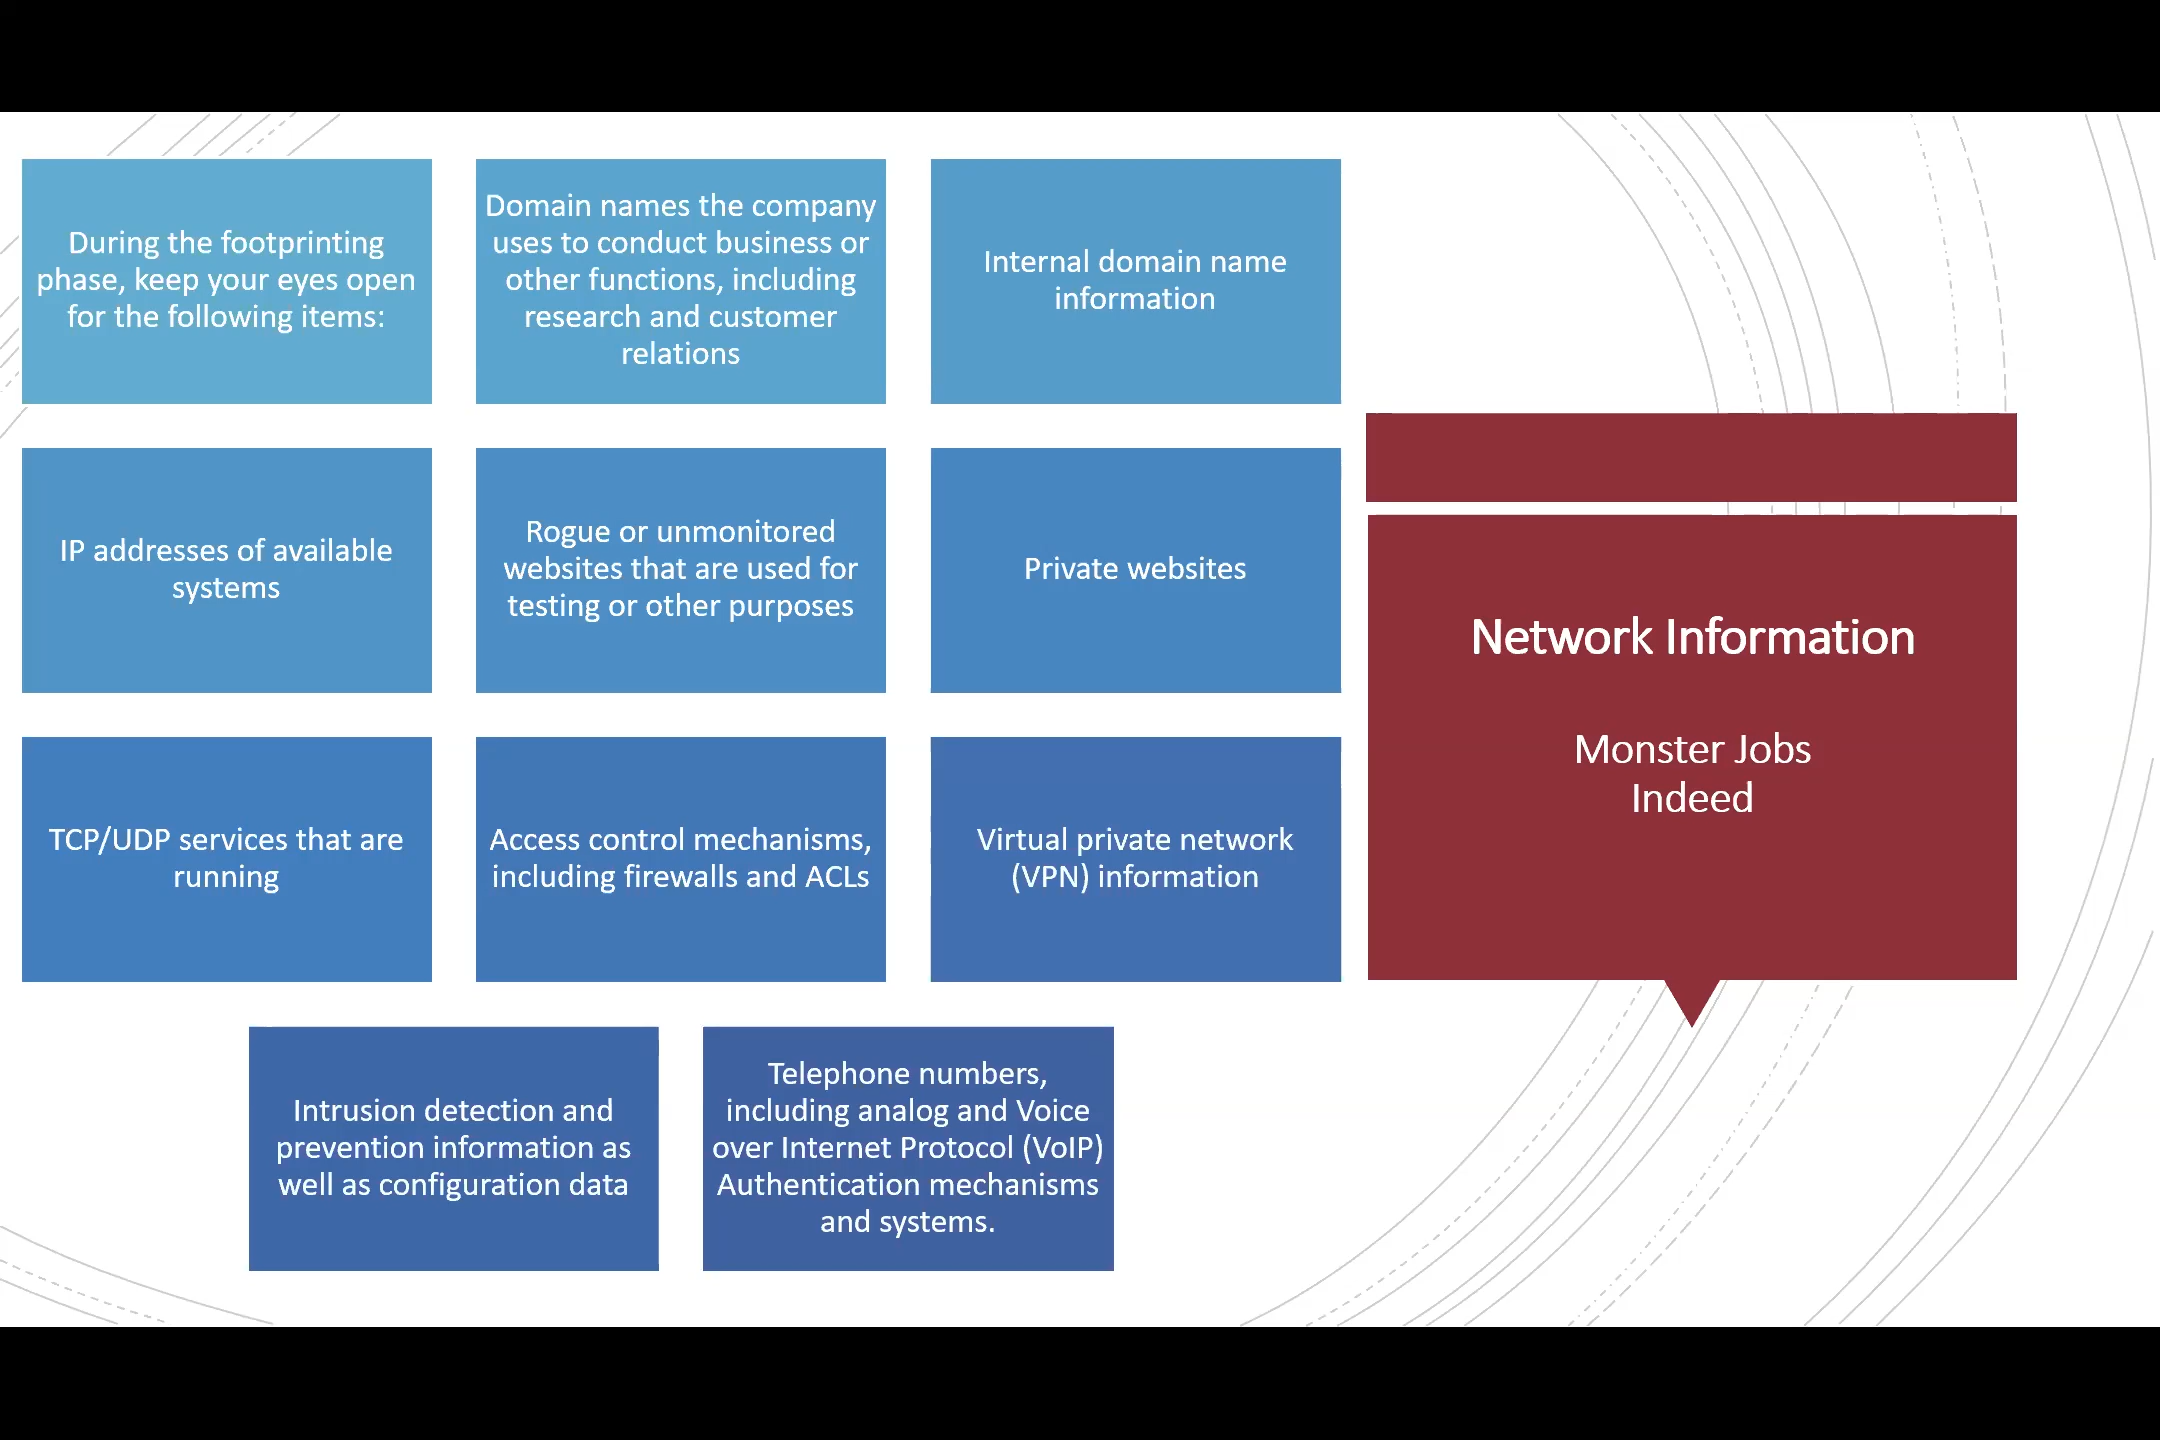 During the footprinting
phase, keep your eyes open
for the following items:
Domain names the company
uses to conduct business or
other functions, including
research and customer
relations
Internal domain name
information
IP addresses of available
systems
Rogue or unmonitored
websites that are used for
testing or other purposes
Private websites
TCP/UDP services that are
running
Access control mechanisms,
including firewalls and ACLs
Virtual private network
(VPN) information
Intrusion detection and
prevention information as
well as configuration data
Telephone numbers,
including analog and Voice
over Internet Protocol (VoIP)
Authentication mechanisms
and systems.
Network Information
Monster Jobs
Indeed